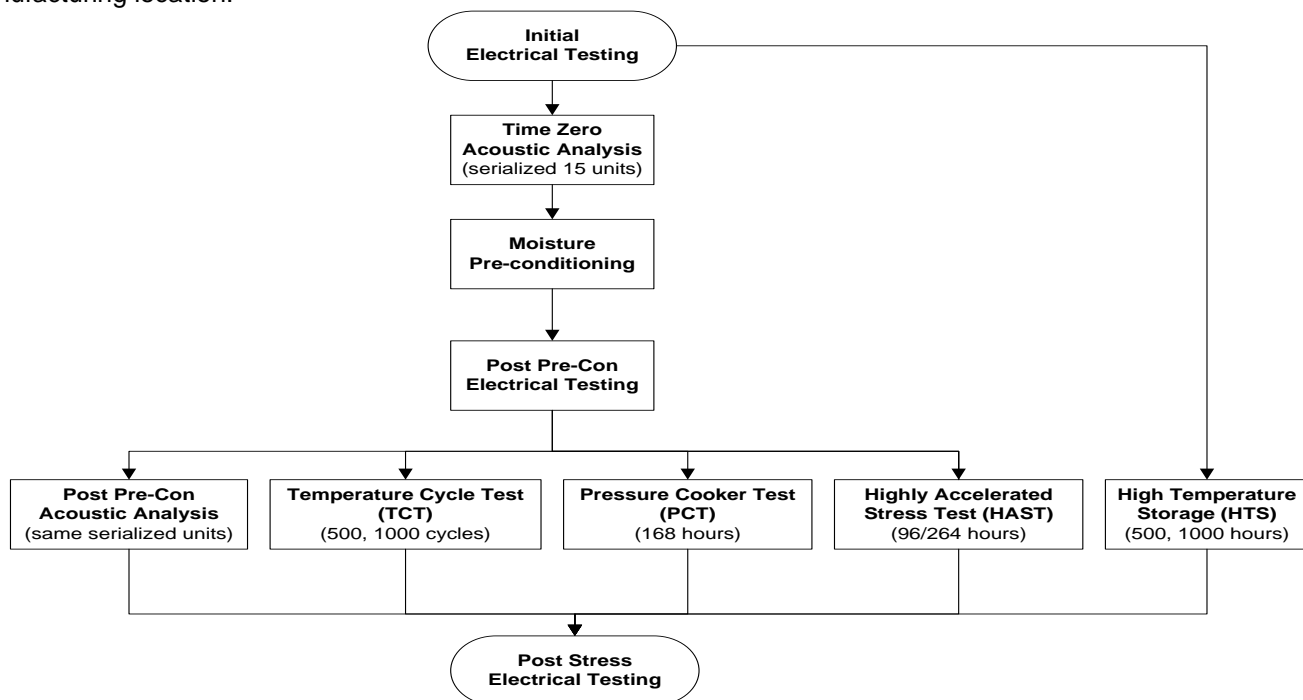 nufacturing location.
Initial
Electrical Testing
Time Zero
Acoustic Analysis
(serialized 15 units)
Moisture
Pre-conditioning
Post Pre-Con
Electrical Testing
Post Pre-Con
Acoustic Analysis
(same serialized units)
Temperature Cycle Test
(TCT)
(500, 1000 cycles)
Pressure Cooker Test
(PCT)
(168 hours)
Highly Accelerated
Stress Test (HAST)
(96/264 hours)
High Temperature
Storage (HTS)
(500, 1000 hours)
Post Stress
Electrical Testing